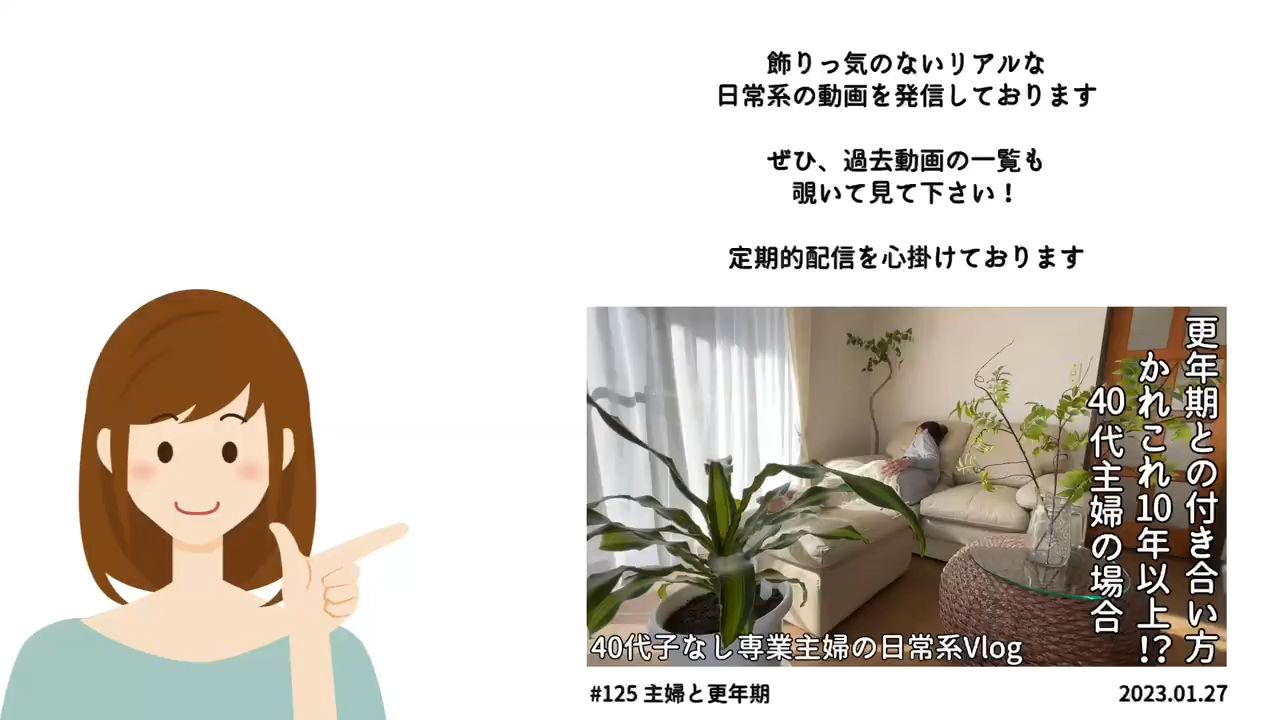 飾りっ気のないリアルな
日常系の動画を発信しております
ぜひ、過去動画の一覧も
覗いて見て下さい！
定期的配信を心掛けております
更年期との付き合い方
かれこれ10年以上!?
40代主婦の場合
40代子なし専業主婦の日常系Vlog
#125 主婦と更年期
2023.01.27